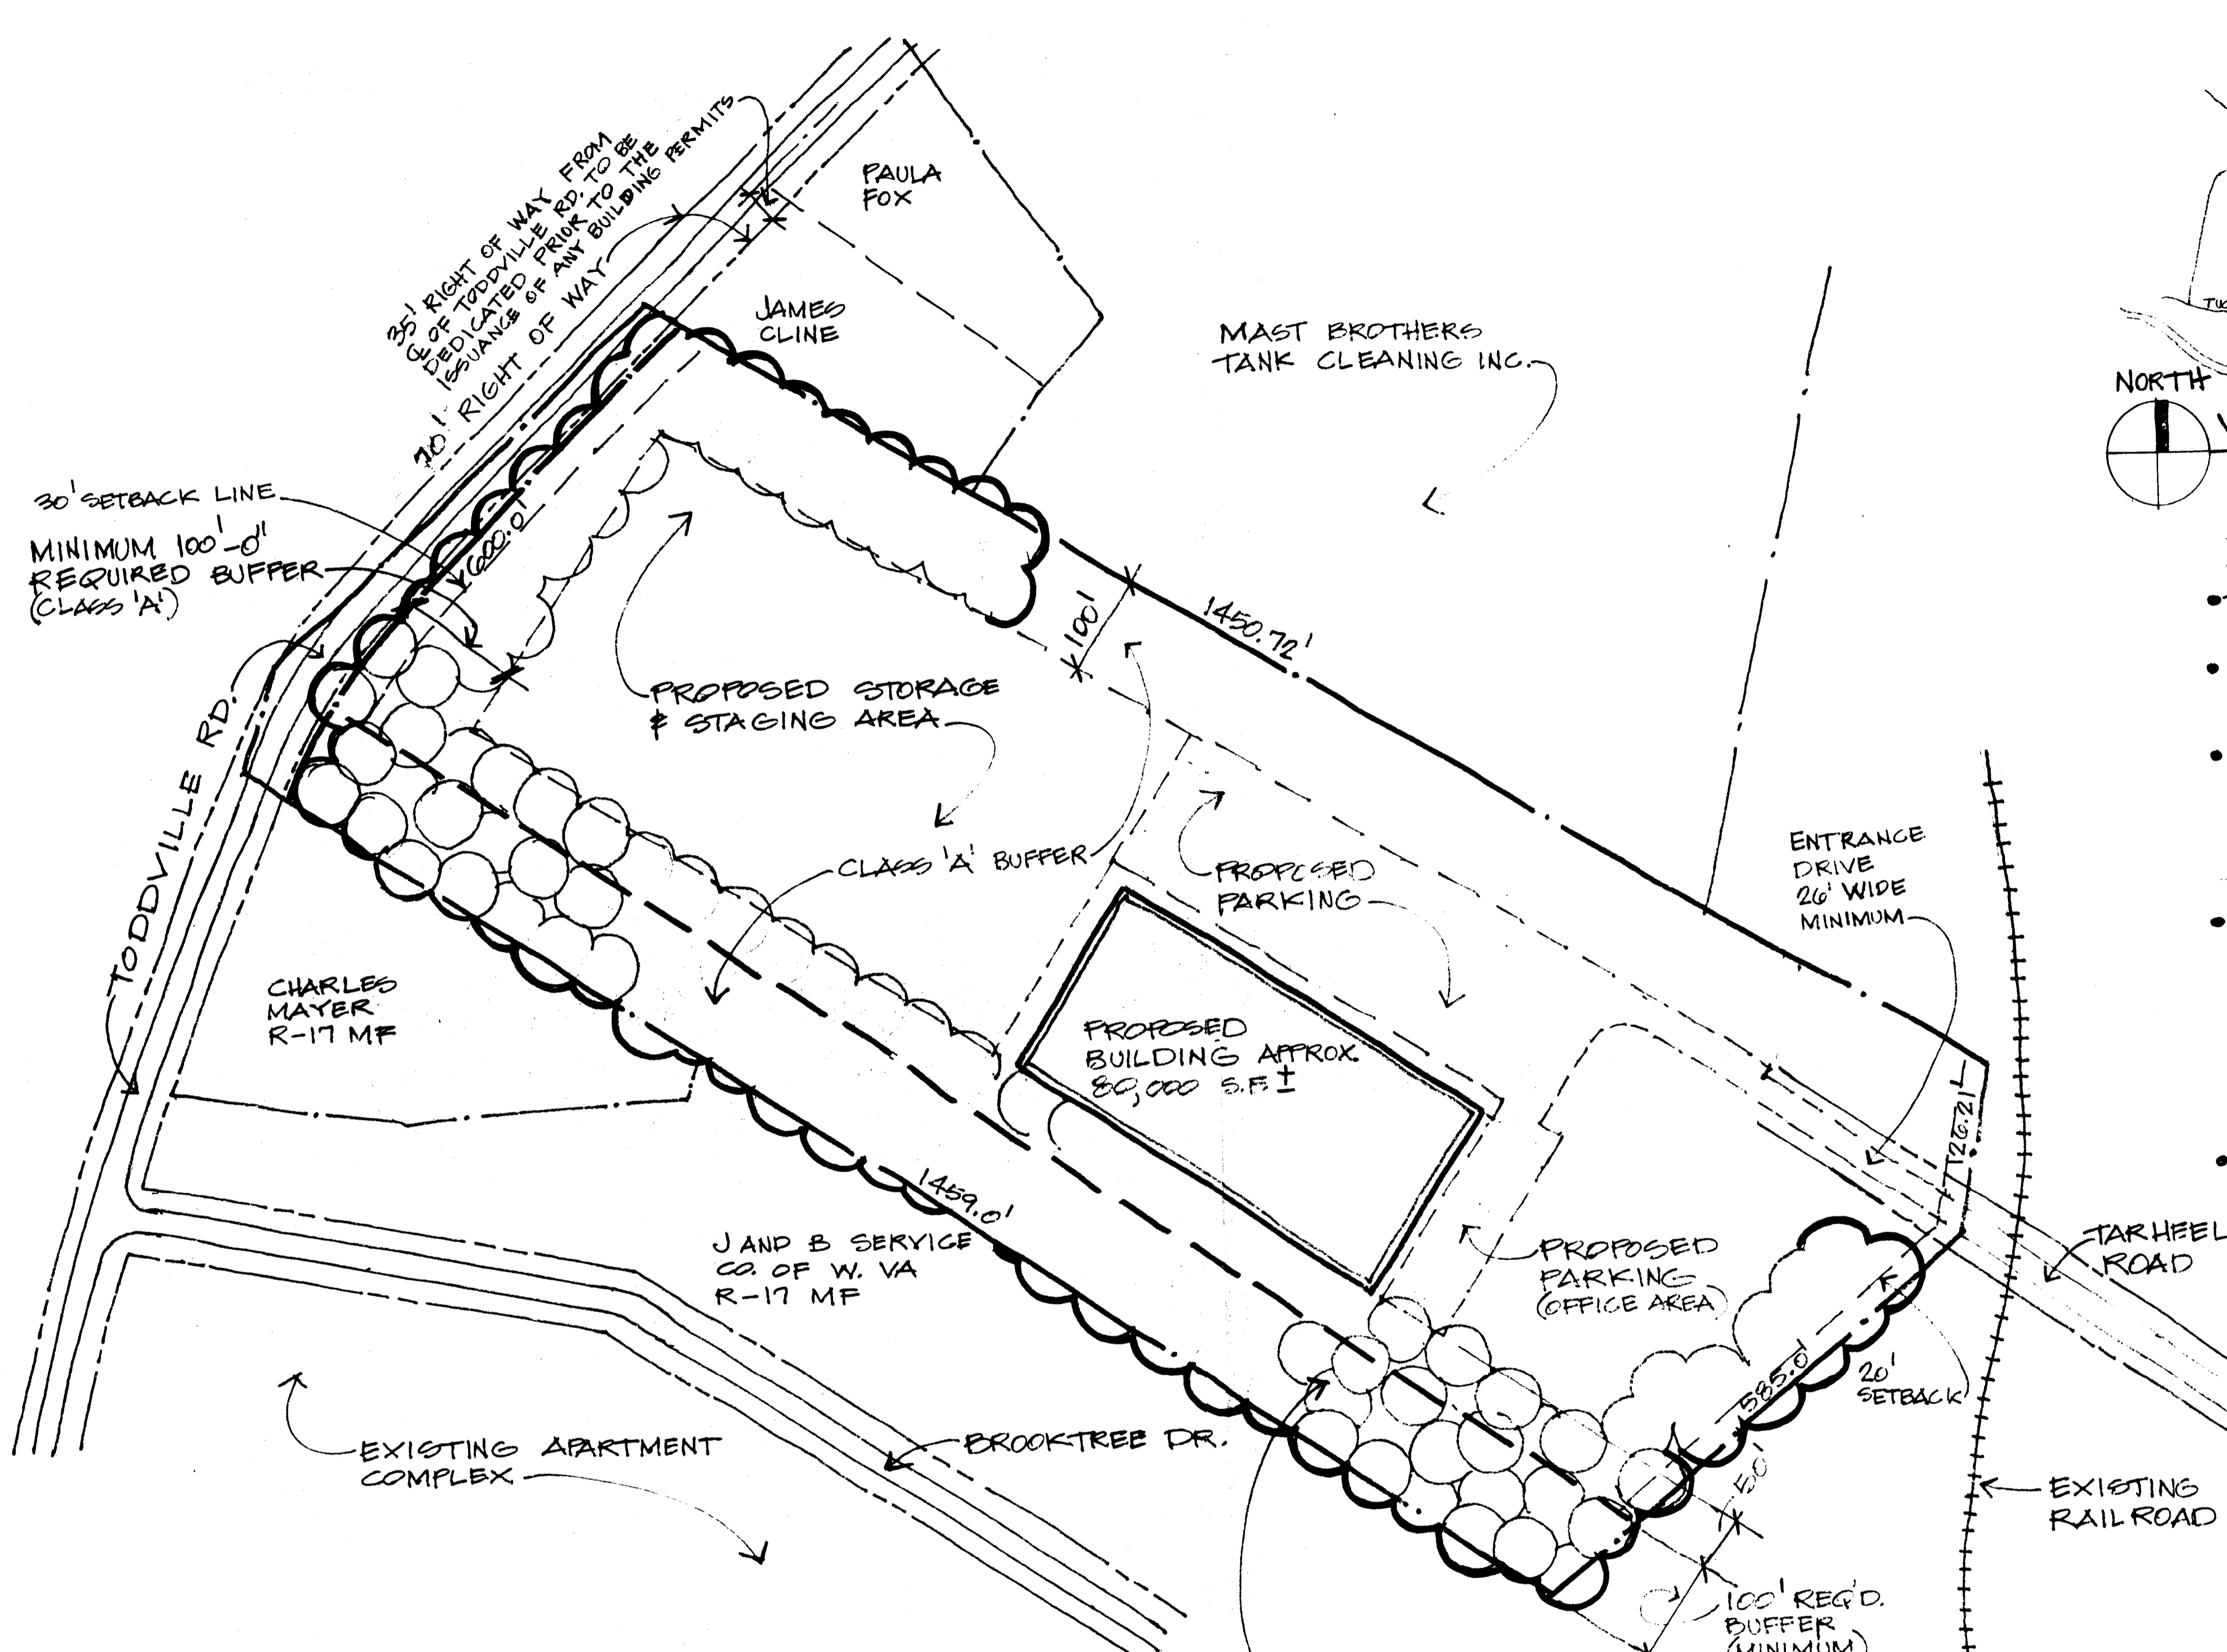 35' RIGHT OF WAY FROM
℄ OF TODDVILLE RD. TO BE
DEDICATED PRIOR TO THE
ISSUANCE OF ANY BUILDING PERMITS
70' RIGHT OF WAY
PAULA
FOX
JAMES
CLINE
MAST BROTHERS
TANK CLEANING INC.
NORTH
30' SETBACK LINE
MINIMUM 100'-0"
REQUIRED BUFFER
(CLASS 'A')
600.0'
100'
1450.72'
PROPOSED STORAGE
& STAGING AREA
TODDVILLE RD.
CLASS 'A' BUFFER
PROPOSED
PARKING
ENTRANCE
DRIVE
26' WIDE
MINIMUM
CHARLES
MAYER
R-17 MF
PROPOSED
BUILDING APPROX.
80,000 S.F.±
126.21
1459.0'
J AND B SERVICE
CO. OF W. VA
R-17 MF
PROPOSED
PARKING
(OFFICE AREA)
TARHEEL
ROAD
585.0'
20'
SETBACK
EXISTING APARTMENT
COMPLEX
BROOKTREE DR.
50'
EXISTING
RAILROAD
100' REQ'D.
BUFFER
(MINIMUM)